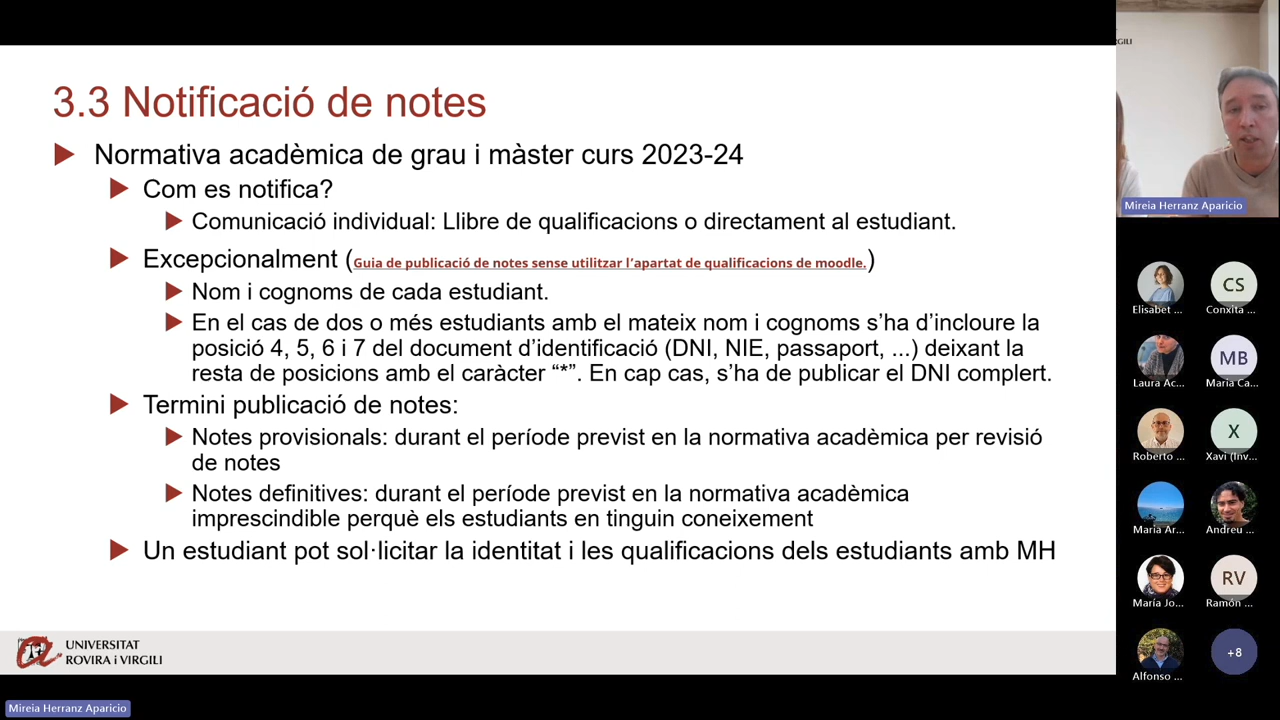 3.3 Notificació de notes
Normativa acadèmica de grau i màster curs 2023-24
Com es notifica?
Comunicació individual: Llibre de qualificacions o directament al estudiant.
Excepcionalment (Guia de publicació de notes sense utilitzar l'apartat de qualificacions de moodle.)
Nom i cognoms de cada estudiant.
En el cas de dos o més estudiants amb el mateix nom i cognoms s'ha d'incloure la
posició 4, 5, 6 i 7 del document d'identificació (DNI, NIE, passaport, ...) deixant la
resta de posicions amb el caràcter “*”. En cap cas, s'ha de publicar el DNI complert.
Termini publicació de notes:
Notes provisionals: durant el període previst en la normativa acadèmica per revisió
de notes
Notes definitives: durant el període previst en la normativa acadèmica
imprescindible perquè els estudiants en tinguin coneixement
Un estudiant pot sol·licitar la identitat i les qualificacions dels estudiants amb MH
UNIVERSITAT
ROVIRA i VIRGILI
Mireia Herranz Aparicio
VIRGILI
Mireia Herranz Aparicio
CS
Elisabet ...
Conxita ...
MB
Laura Ac...
Maria Ca...
X
Roberto ...
Xavi (Inv...
Maria Ar...
Andreu ...
RV
María Jo...
Ramón ...
+8
Alfonso ...